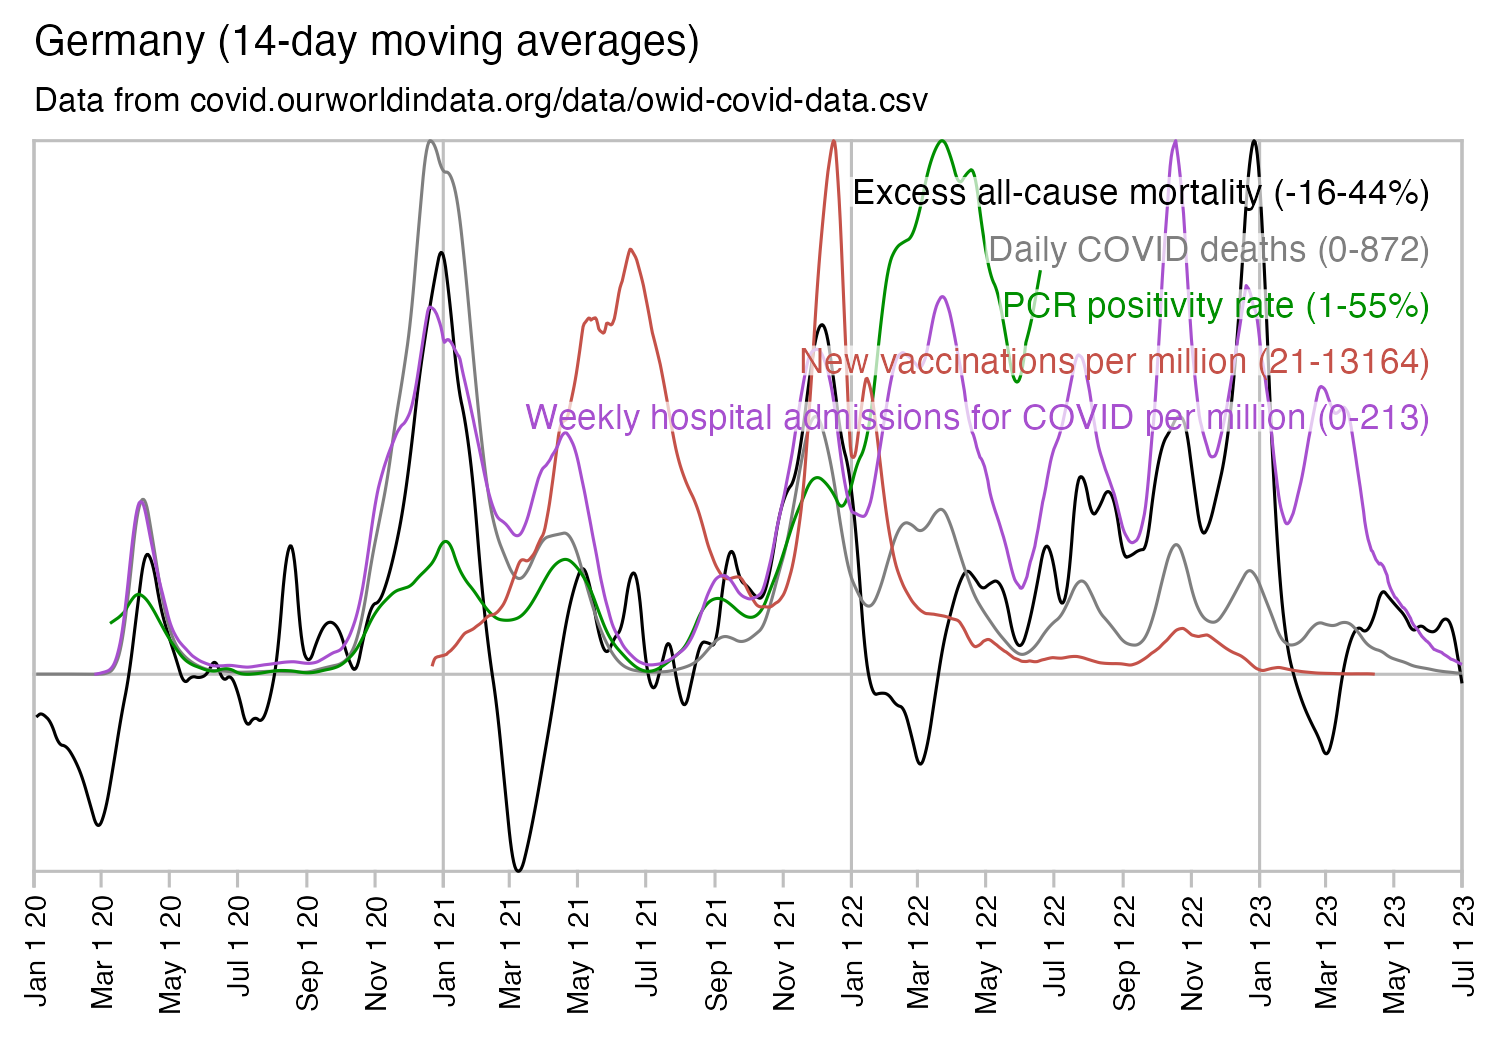 Germany (14-day moving averages)
Data from covid.ourworldindata.org/data/owid-covid-data.csv
Excess all-cause mortality (-16-44%)
Daily COVID deaths (0-872)
PCR positivity rate (1-55%)
New vaccinations per million (21-13164)
Weekly hospital admissions for COVID per million (0-213)
Jan 1 20
Mar 1 20
May 1 20
Jul 1 20
Sep 1 20
Nov 1 20
Jan 1 21
Mar 1 21
May 1 21
Jul 1 21
Sep 1 21
Nov 1 21
Jan 1 22
Mar 1 22
May 1 22
Jul 1 22
Sep 1 22
Nov 1 22
Jan 1 23
Mar 1 23
May 1 23
Jul 1 23